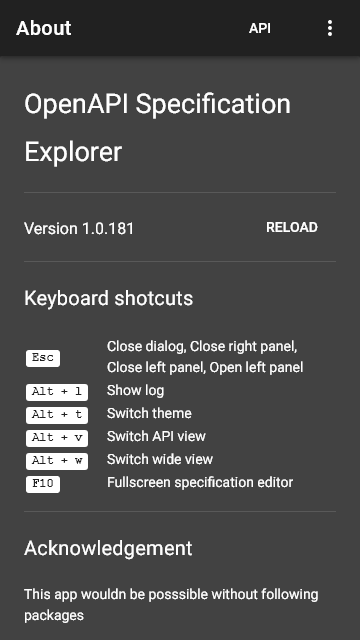 About
API
OpenAPI Specification
Explorer
Version 1.0.181
RELOAD
Keyboard shotcuts
Esc
Close dialog, Close right panel,
Close left panel, Open left panel
Alt + l Show log
Alt + t Switch theme
Alt + v Switch API view
Alt + w Switch wide view
F10 Fullscreen specification editor
Acknowledgement
This app wouldn be posssible without following
packages